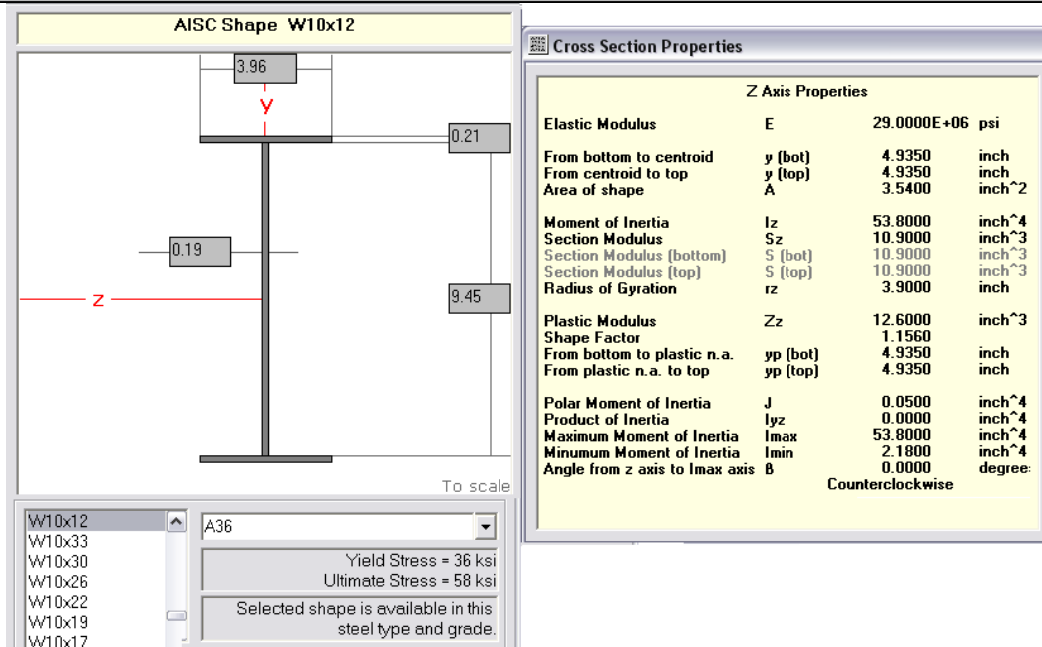 AISC Shape W10x12
3.96
y
0.21
0.19
z
9.45
To scale
W10x12
W10x33
W10x30
W10x26
W10x22
W10x19
W10x17
A36
Yield Stress = 36 ksi
Ultimate Stress = 58 ksi
Selected shape is available in this
steel type and grade.
Cross Section Properties
Z Axis Properties
Elastic Modulus E 29.0000E+06 psi
From bottom to centroid y (bot) 4.9350 inch
From centroid to top y (top) 4.9350 inch
Area of shape A 3.5400 inch^2
Moment of Inertia Iz 53.8000 inch^4
Section Modulus Sz 10.9000 inch^3
Section Modulus (bottom) S (bot) 10.9000 inch^3
Section Modulus (top) S (top) 10.9000 inch^3
Radius of Gyration rz 3.9000 inch
Plastic Modulus Zz 12.6000 inch^3
Shape Factor 1.1560
From bottom to plastic n.a. yp (bot) 4.9350 inch
From plastic n.a. to top yp (top) 4.9350 inch
Polar Moment of Inertia J 0.0500 inch^4
Product of Inertia Iyz 0.0000 inch^4
Maximum Moment of Inertia Imax 53.8000 inch^4
Minumum Moment of Inertia Imin 2.1800 inch^4
Angle from z axis to Imax axis ß 0.0000 degree:
Counterclockwise